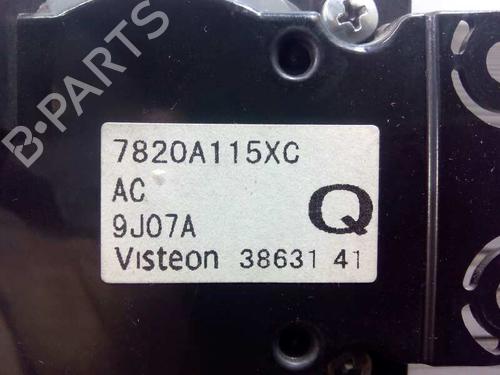 7820A115XC
AC
9J07A
Q
Visteon 38631 41
B-PARTS